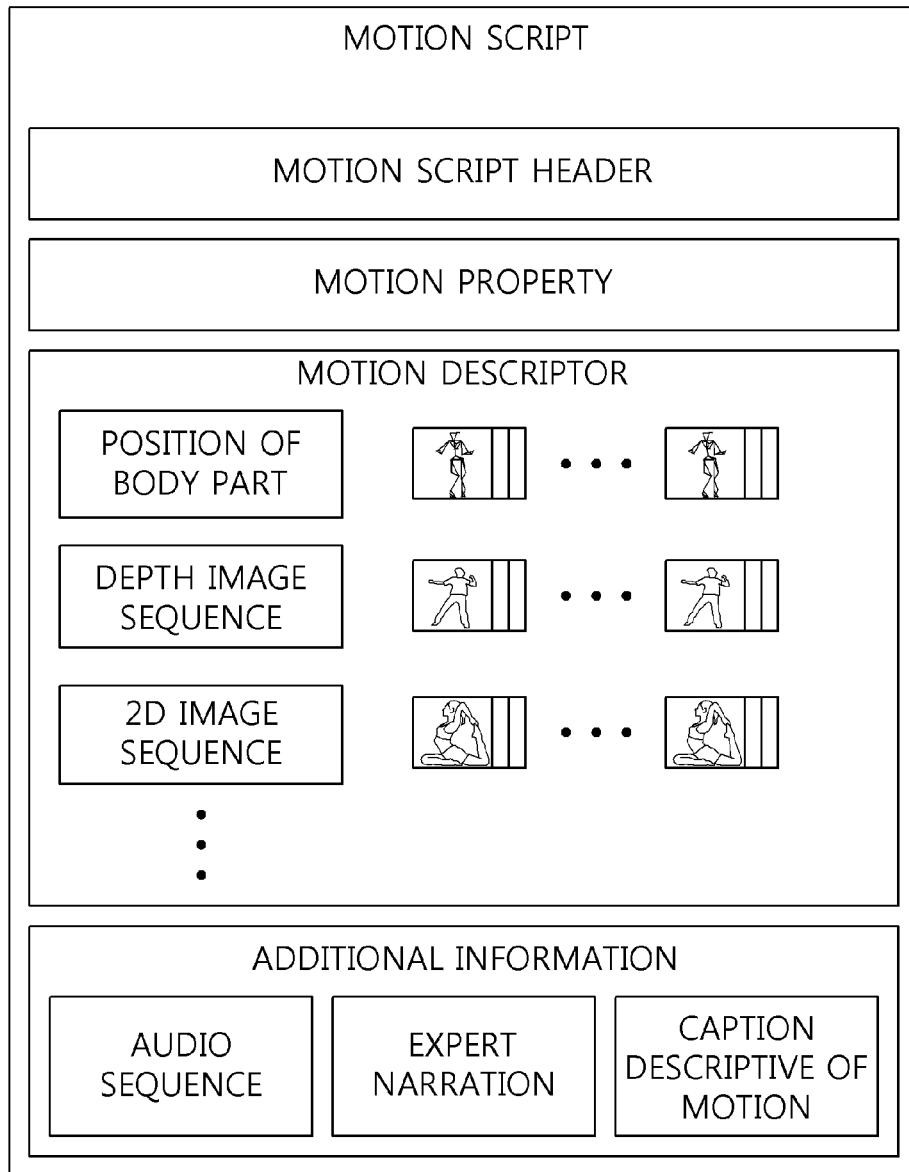 MOTION SCRIPT
MOTION SCRIPT HEADER
MOTION PROPERTY
MOTION DESCRIPTOR
POSITION OF
BODY PART
DEPTH IMAGE
SEQUENCE
2D IMAGE
SEQUENCE
ADDITIONAL INFORMATION
AUDIO
SEQUENCE
EXPERT
NARRATION
CAPTION
DESCRIPTIVE OF
MOTION